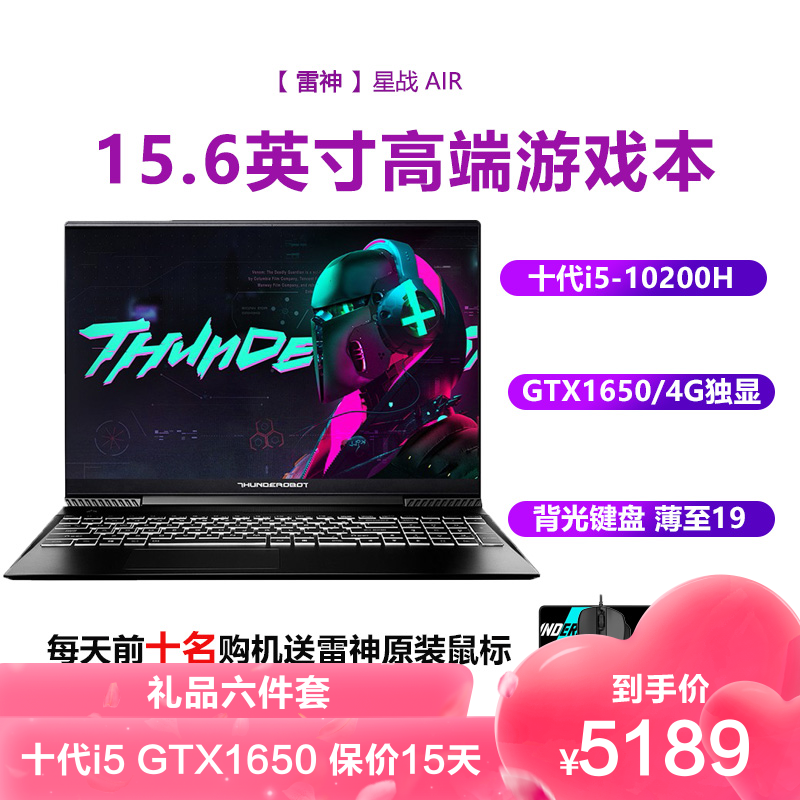 【 雷神 】星战 AIR
15.6英寸高端游戏本
十代i5-10200H
THUNDE
GTX1650/4G独显
THUNDEROBOT
背光键盘 薄至19
NDER
每天前十名购机送雷神原装鼠标
礼品六件套
到手价
十代i5 GTX1650 保价15天
¥5189